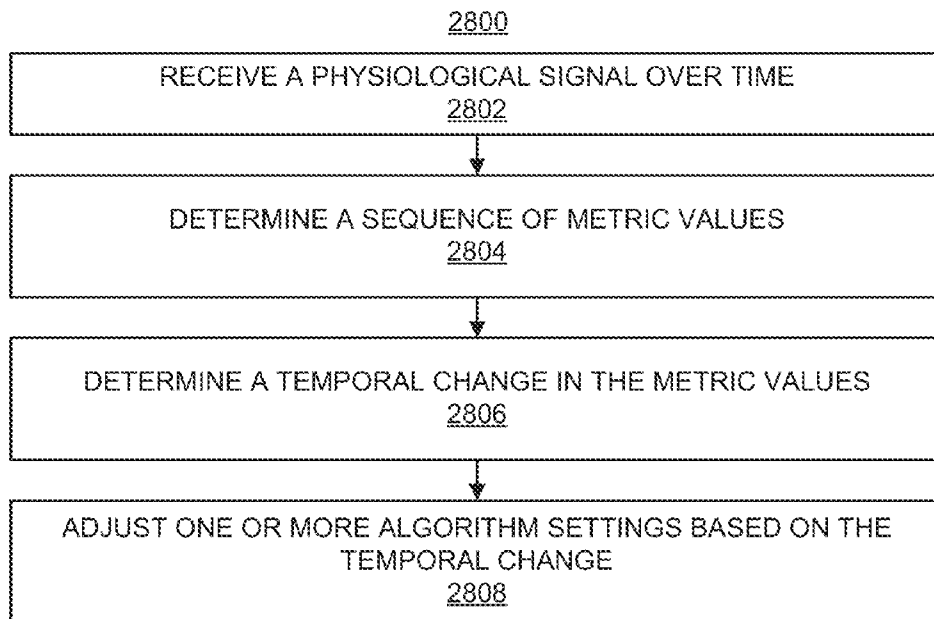 2800
RECEIVE A PHYSIOLOGICAL SIGNAL OVER TIME
2802
DETERMINE A SEQUENCE OF METRIC VALUES
2804
DETERMINE A TEMPORAL CHANGE IN THE METRIC VALUES
2806
ADJUST ONE OR MORE ALGORITHM SETTINGS BASED ON THE
TEMPORAL CHANGE
2808